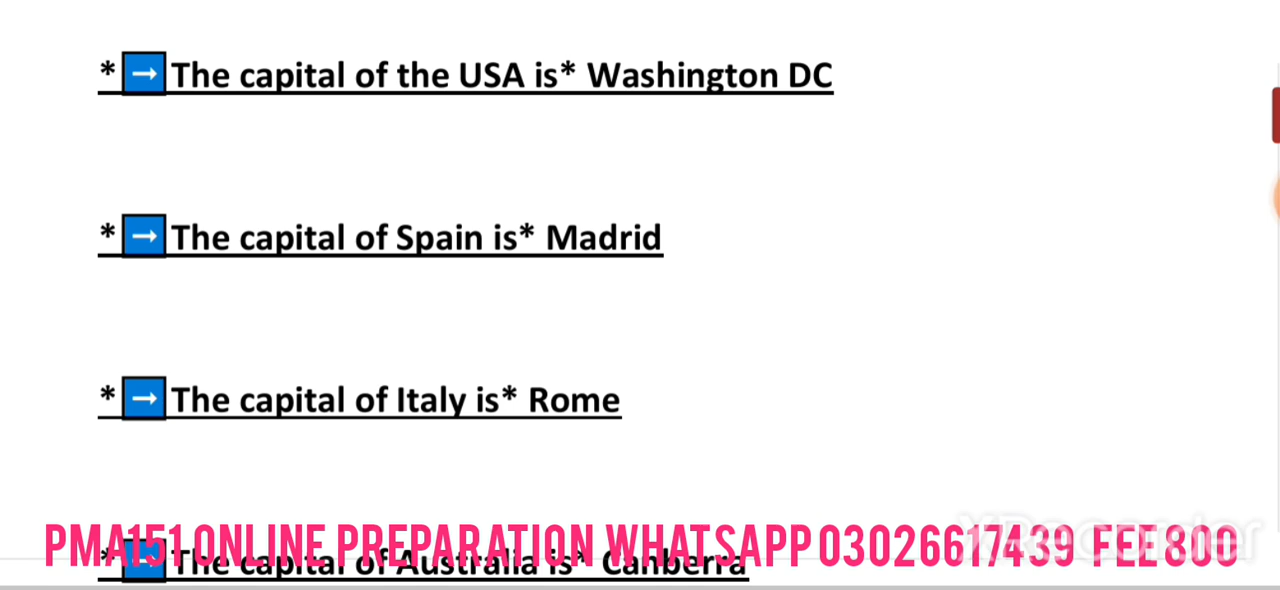 *➡The capital of the USA is* Washington DC
*➡The capital of Spain is* Madrid
*➡The capital of Italy is* Rome
PMA151 ONLINE PREPARATION WHATSAPP 03026617439 FEE 800
XRecorder
*➡The capital of Australia is* Canberra